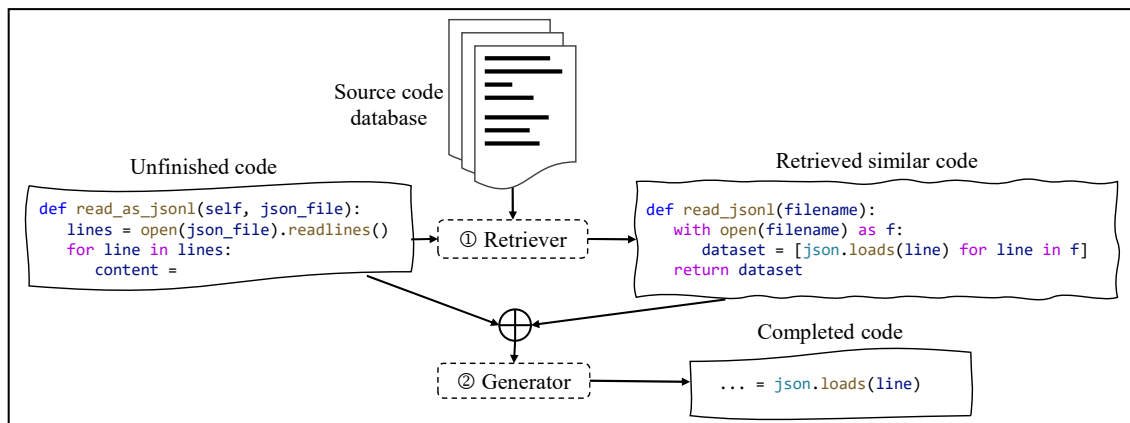 Source code
database
Unfinished code
def read_as_jsonl(self, json_file):
lines = open(json_file).readlines()
for line in lines:
content =
① Retriever
Retrieved similar code
def read_jsonl(filename):
with open(filename) as f:
dataset = [json.loads(line) for line in f]
return dataset
② Generator
Completed code
... = json.loads(line)